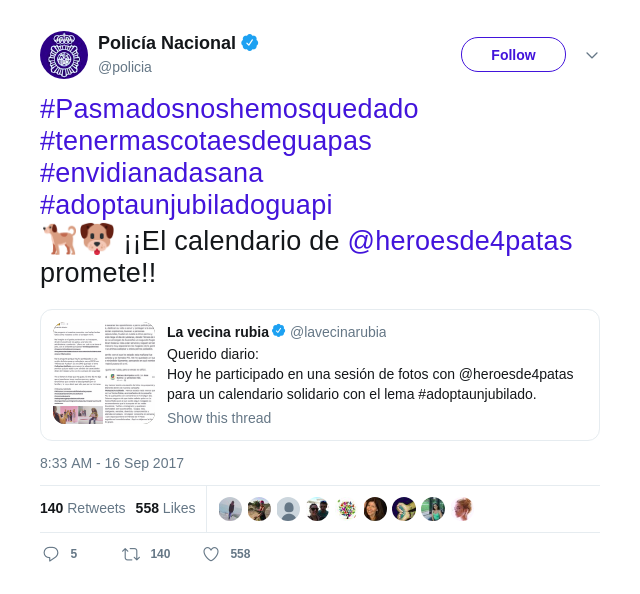 Policía Nacional
@policia
Follow
#Pasmadosnoshemosquedado
#tenermascotaesdeguapas
#envidianadasana
#adoptaunjubiladoguapi
¡¡El calendario de @heroesde4patas
promete!!
La vecina rubia @lavecinarubia
Querido diario:
Hoy he participado en una sesión de fotos con @heroesde4patas
para un calendario solidario con el lema #adoptaunjubilado.
Show this thread
8:33 AM - 16 Sep 2017
140 Retweets 558 Likes
5 140 558